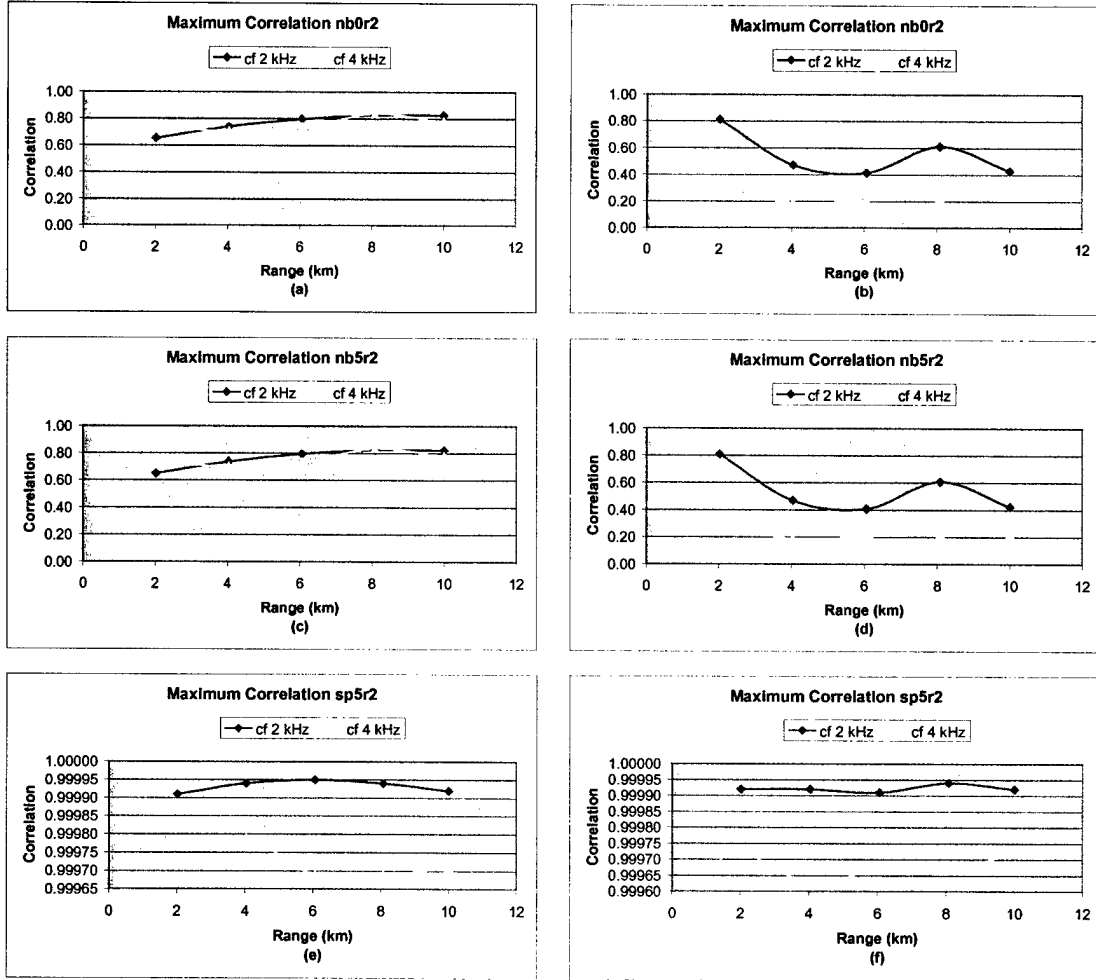 Maximum Correlation nb0r2
cf 2 kHz cf 4 kHz
1.00
0.80
0.60
0.40
0.20
0.00
Correlation
0 2 4 6 8 10 12
Range (km)
(a)
Maximum Correlation nb0r2
cf 2 kHz cf 4 kHz
1.00
0.80
0.60
0.40
0.20
0.00
Correlation
0 2 4 6 8 10 12
Range (km)
(b)
Maximum Correlation nb5r2
cf 2 kHz cf 4 kHz
1.00
0.80
0.60
0.40
0.20
0.00
Correlation
0 2 4 6 8 10 12
Range (km)
(c)
Maximum Correlation nb5r2
cf 2 kHz cf 4 kHz
1.00
0.80
0.60
0.40
0.20
0.00
Correlation
0 2 4 6 8 10 12
Range (km)
(d)
Maximum Correlation sp5r2
cf 2 kHz cf 4 kHz
1.00000
0.99995
0.99990
0.99985
0.99980
0.99975
0.99970
0.99965
Correlation
0 2 4 6 8 10 12
Range (km)
(e)
Maximum Correlation sp5r2
cf 2 kHz cf 4 kHz
1.00000
0.99995
0.99990
0.99985
0.99980
0.99975
0.99970
0.99965
0.99960
Correlation
0 2 4 6 8 10 12
Range (km)
(f)